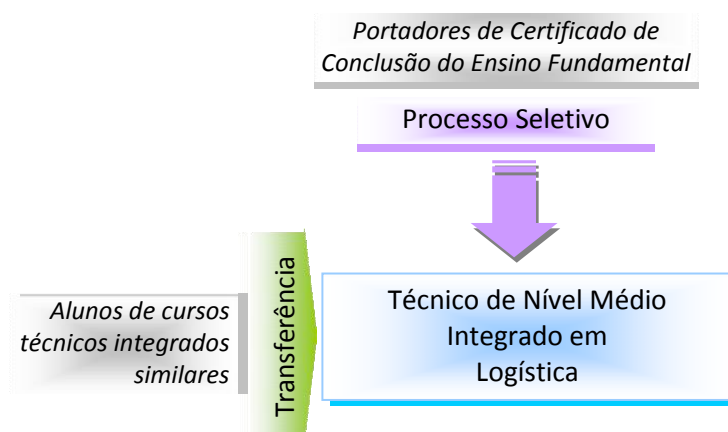 Portadores de Certificado de
Conclusão do Ensino Fundamental
Processo Seletivo
Alunos de cursos
técnicos integrados
similares
Transferência
Técnico de Nível Médio
Integrado em
Logística